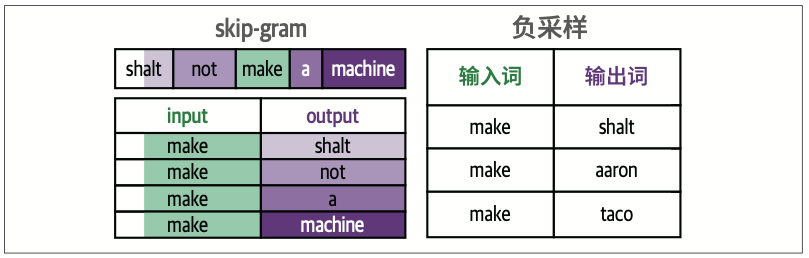 skip-gram
shalt not make a machine
input output
make shalt
make not
make a
make machine
负采样
输入词 输出词
make shalt
make aaron
make taco